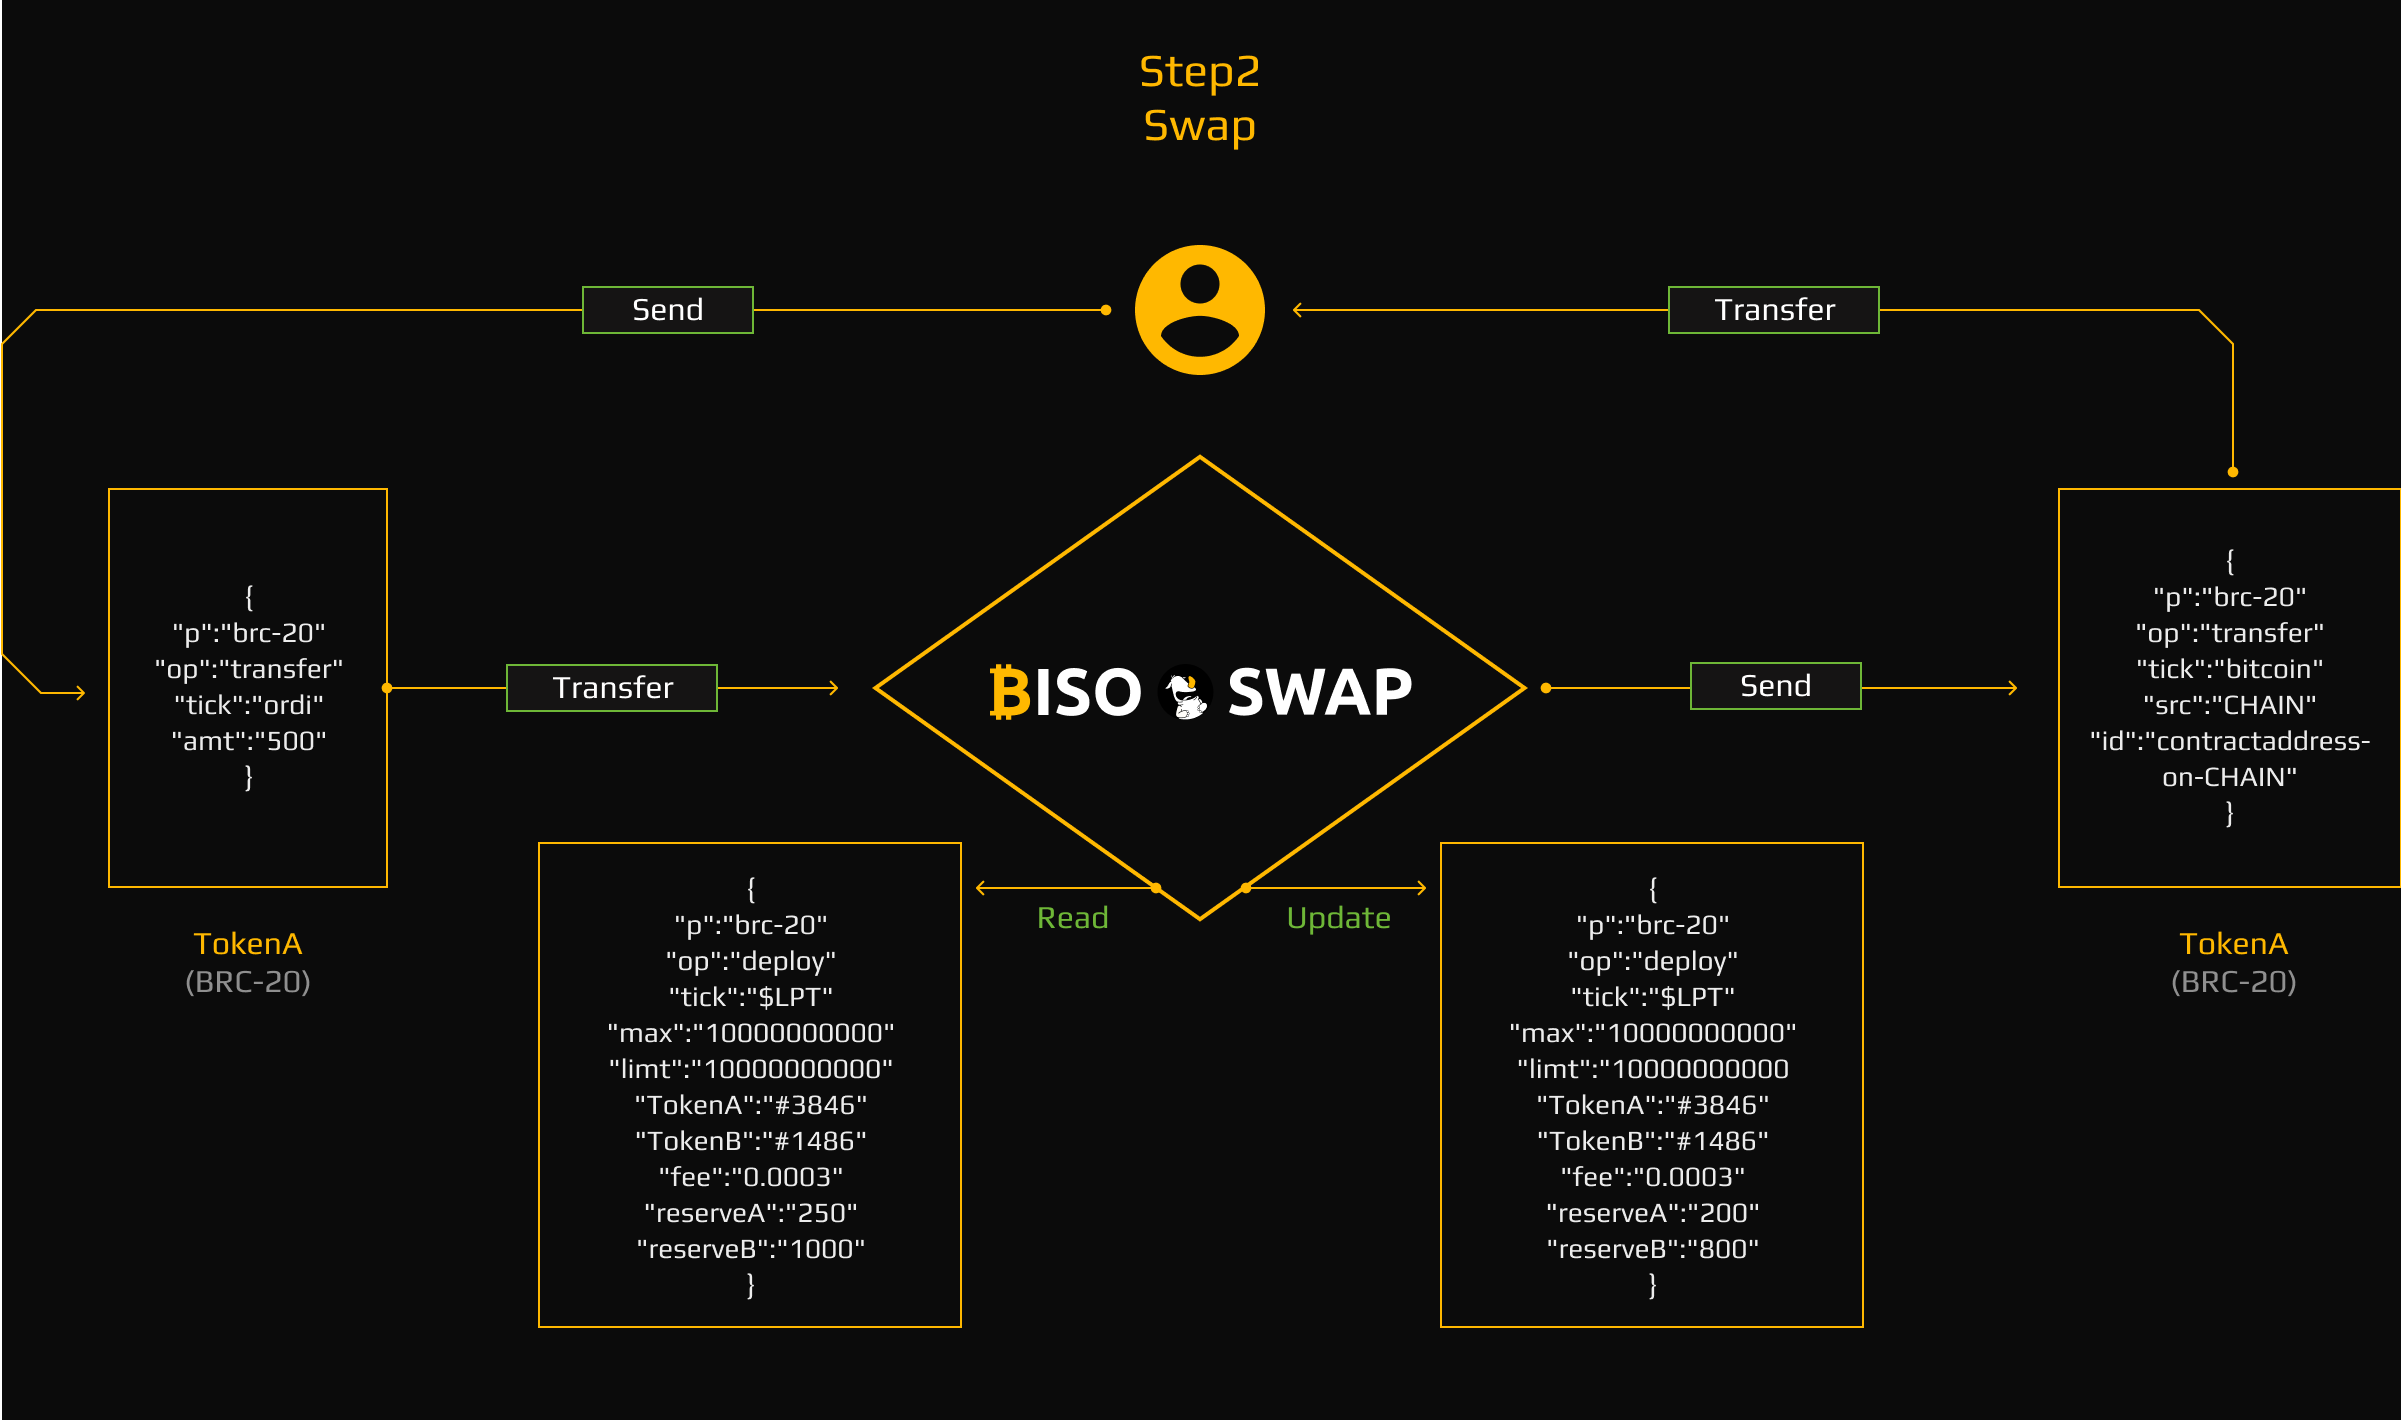 Step2
Swap
Send
Transfer
{
"p":"brc-20"
"op":"transfer"
"tick":"ordi"
"amt":"500"
}
TokenA
(BRC-20)
Transfer
BISO SWAP
Send
{
"p":"brc-20"
"op":"transfer"
"tick":"bitcoin"
"src":"CHAIN"
"id":"contractaddress-
on-CHAIN"
}
TokenA
(BRC-20)
Read
Update
{
"p":"brc-20"
"op":"deploy"
"tick":"$LPT"
"max":"10000000000"
"limt":"10000000000"
"TokenA":"#3846"
"TokenB":"#1486"
"fee":"0.0003"
"reserveA":"250"
"reserveB":"1000"
}
{
"p":"brc-20"
"op":"deploy"
"tick":"$LPT"
"max":"10000000000"
"limt":"10000000000
"TokenA":"#3846"
"TokenB":"#1486"
"fee":"0.0003"
"reserveA":"200"
"reserveB":"800"
}